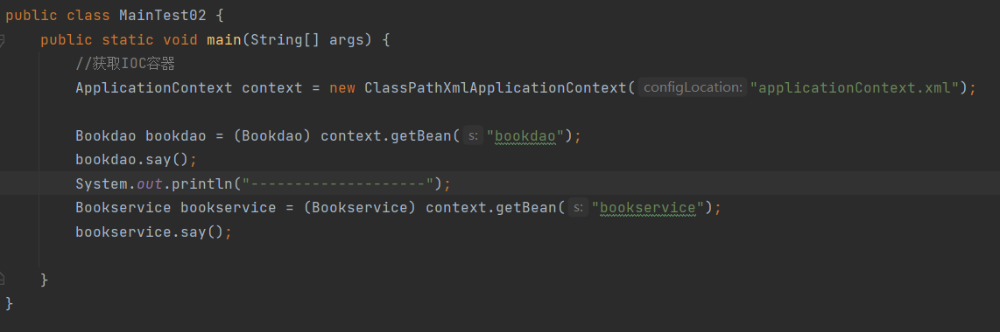 public class MainTest02 {
public static void main(String[] args) {
//获取IOC容器
ApplicationContext context = new ClassPathXmlApplicationContext( configLocation: "applicationContext.xml");
Bookdao bookdao = (Bookdao) context.getBean( s: "bookdao");
bookdao.say();
System.out.println("--------------------");
Bookservice bookservice = (Bookservice) context.getBean( s: "bookservice");
bookservice.say();
}
}